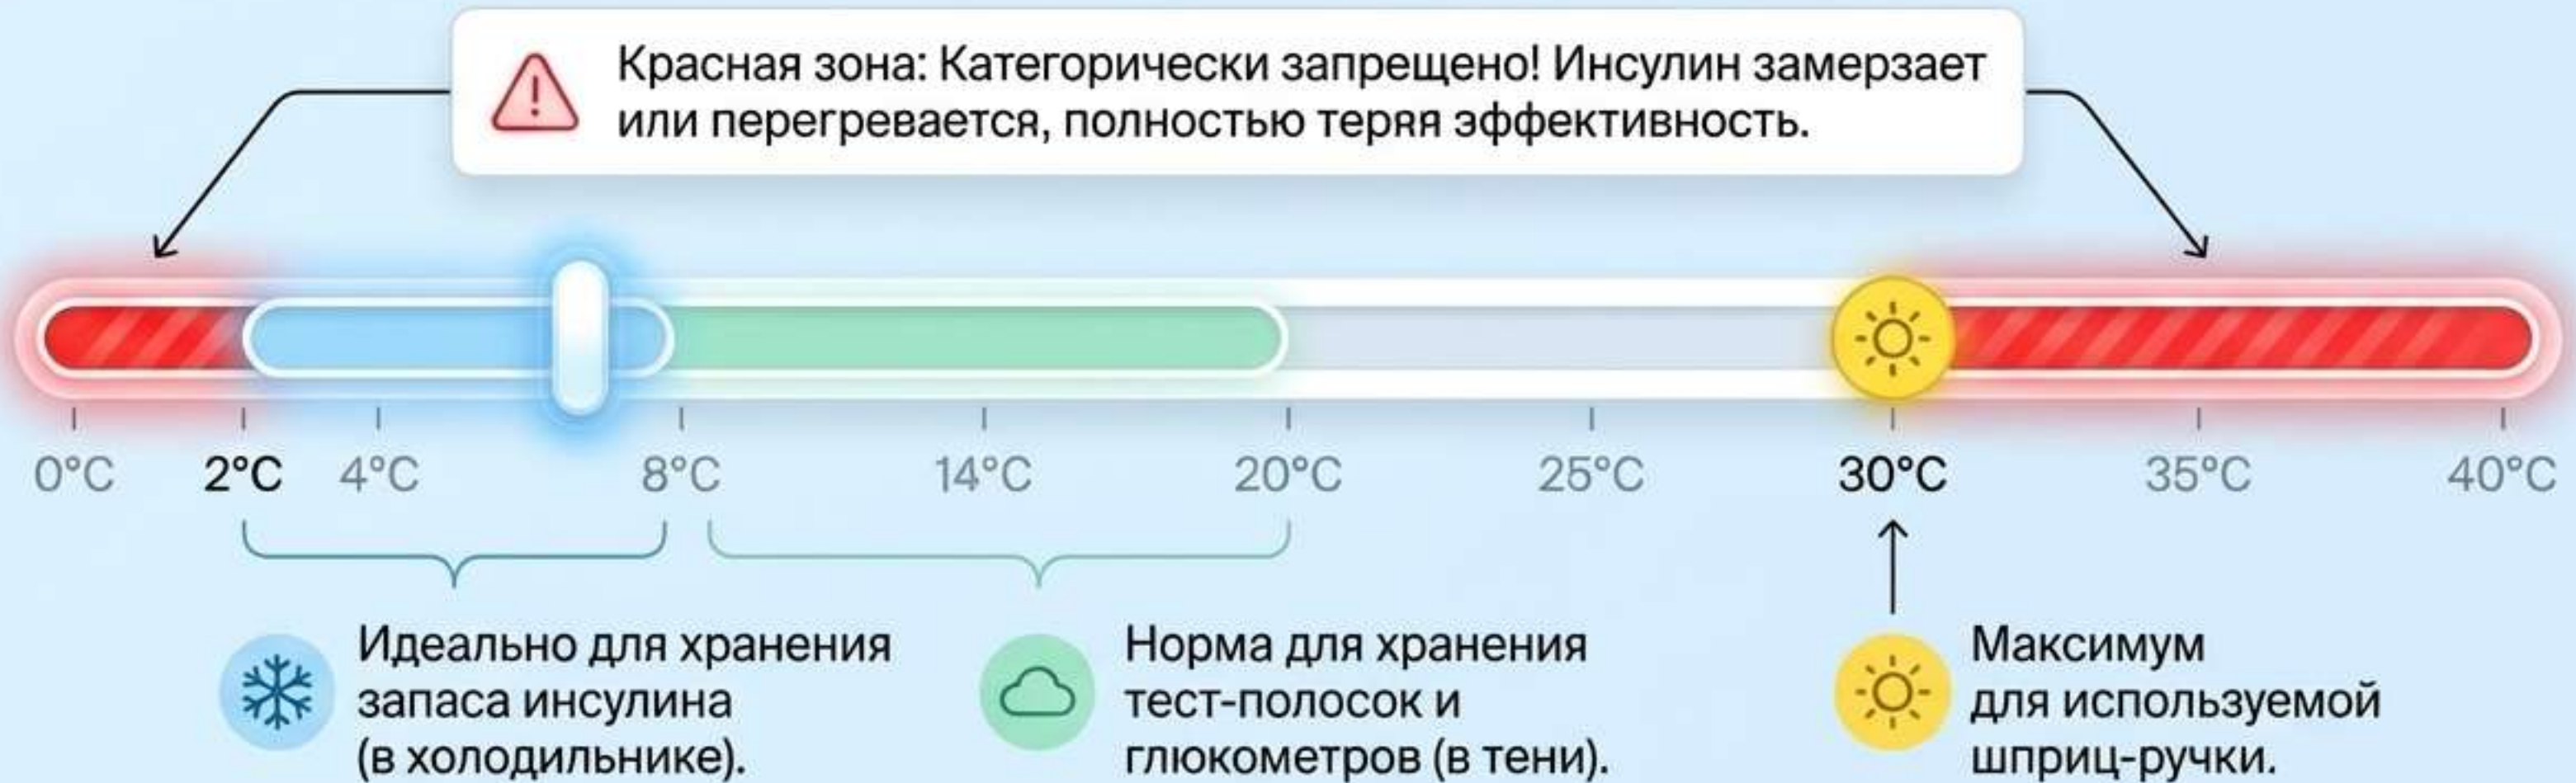 Красная зона: Категорически запрещено! Инсулин замерзает
или перегревается, полностью теряя эффективность.
0°C 2°C 4°C 8°C 14°C 20°C 25°C 30°C 35°C 40°C
Идеально для хранения
запаса инсулина
(в холодильнике).
Норма для хранения
тест-полосок и
глюкометров (в тени).
Максимум
для используемой
шприц-ручки.